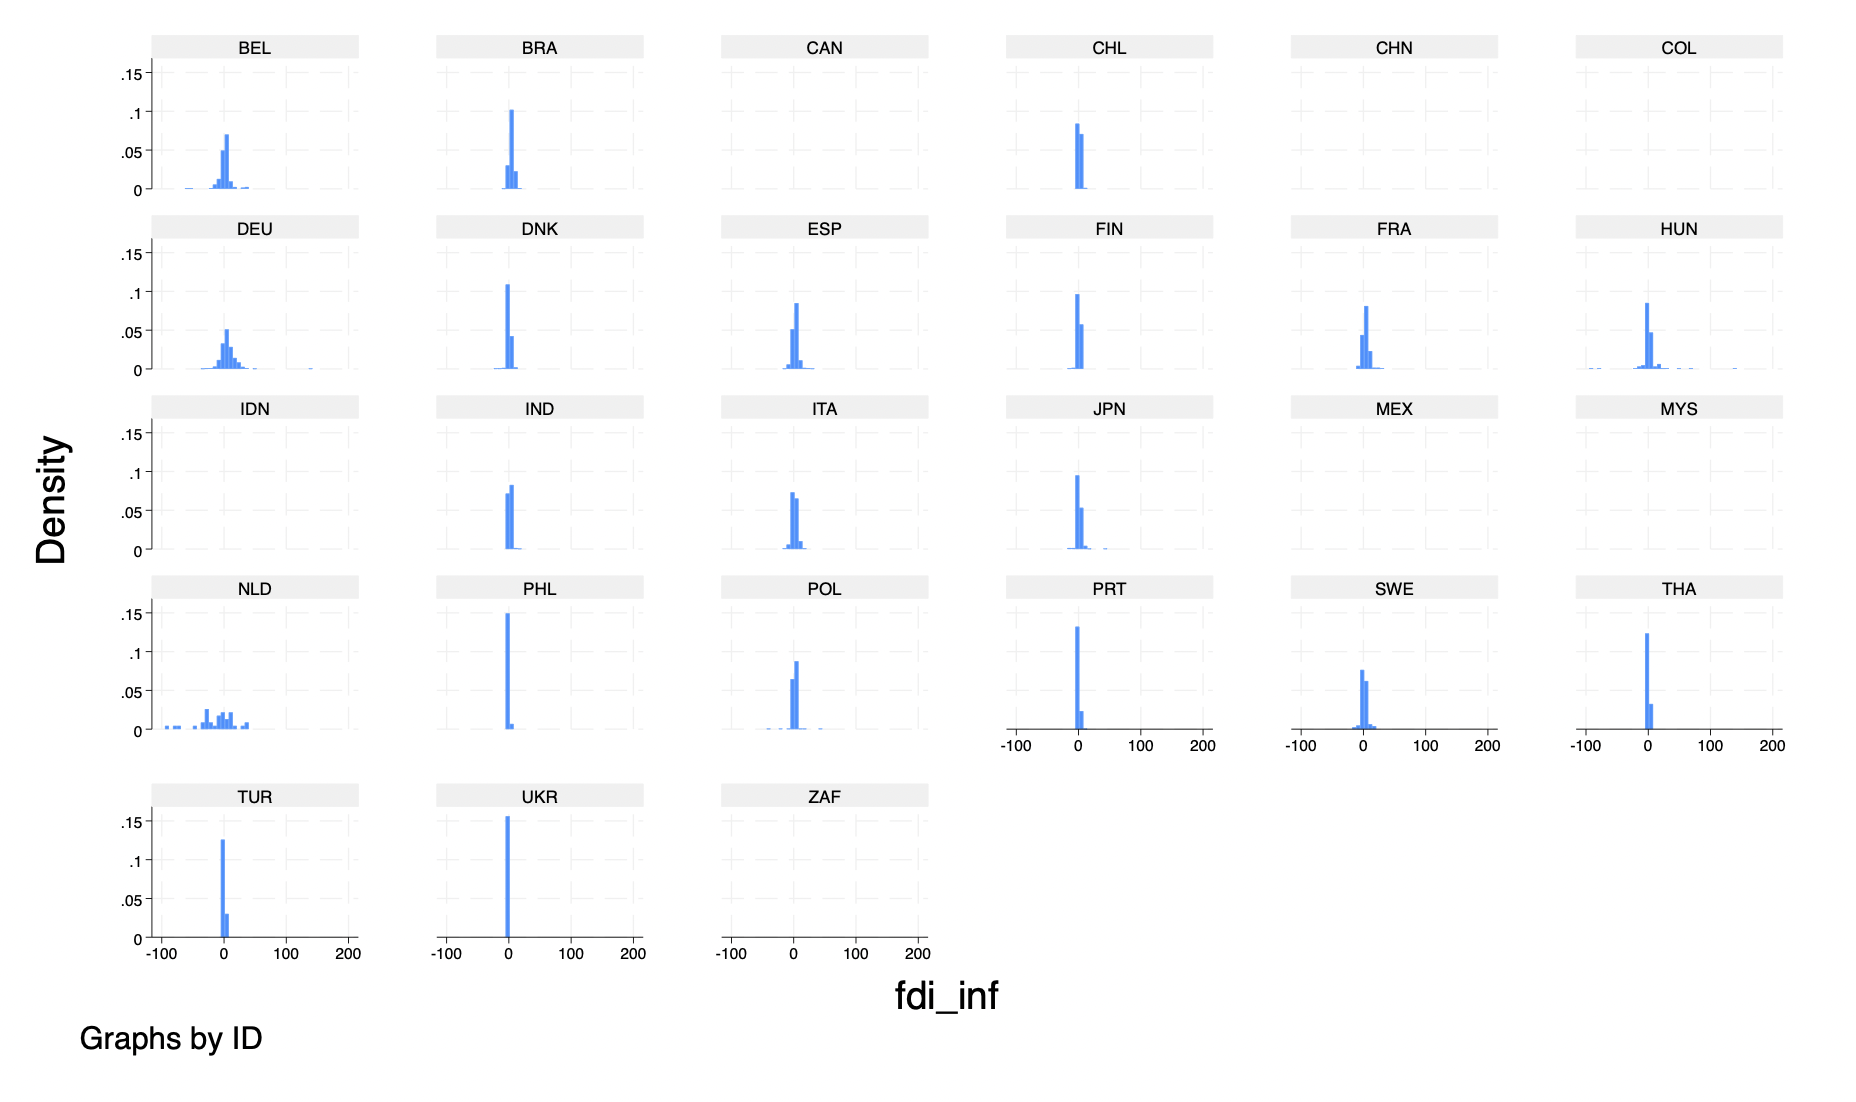 BEL BRA CAN CHL CHN COL
.15
.1
.05
0
DEU DNK ESP FIN FRA HUN
.15
.1
.05
0
IDN IND ITA JPN MEX MYS
.15
.1
.05
0
NLD PHL POL PRT SWE THA
.15
.1
.05
0
-100 0 100 200 -100 0 100 200 -100 0 100 200
TUR UKR ZAF
.15
.1
.05
0
-100 0 100 200 -100 0 100 200 -100 0 100 200
Density
fdi_inf
Graphs by ID